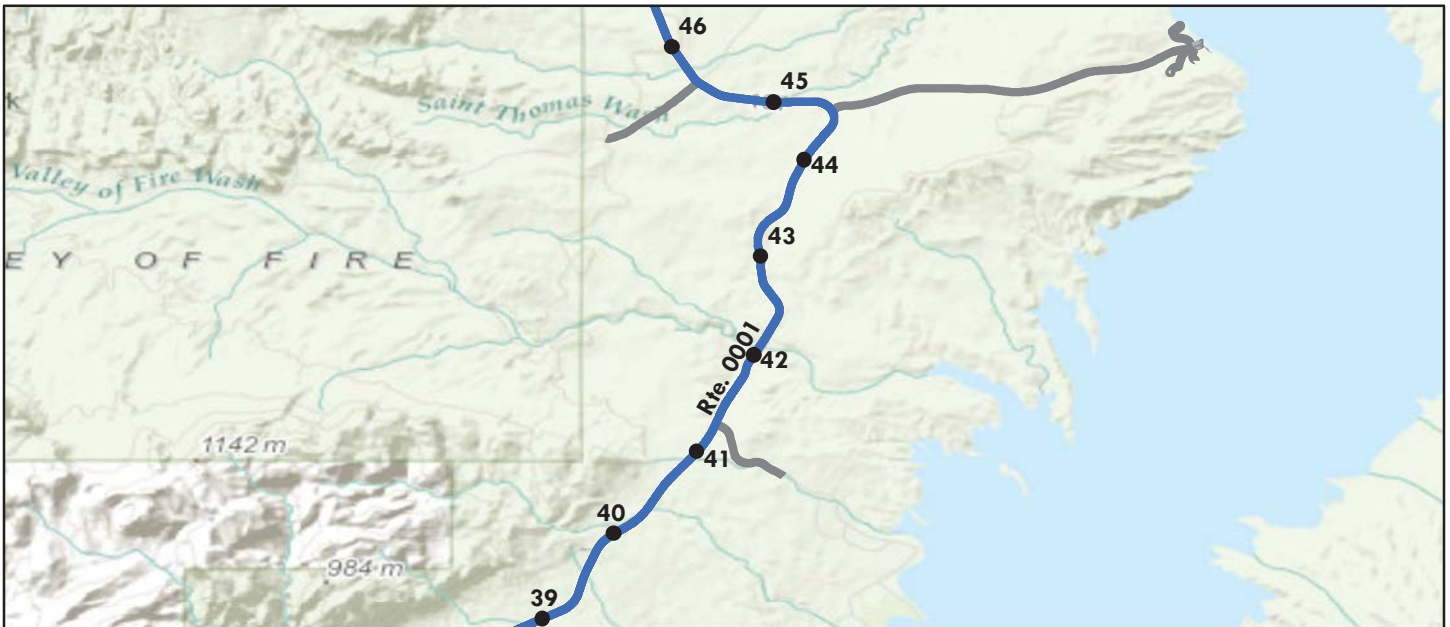 46
45
Saint Thomas Wash
K
44
Valley of Fire Wash
43
EY OF FIRE
Rte. 0001
42
1142 m
41
40
984 m
39